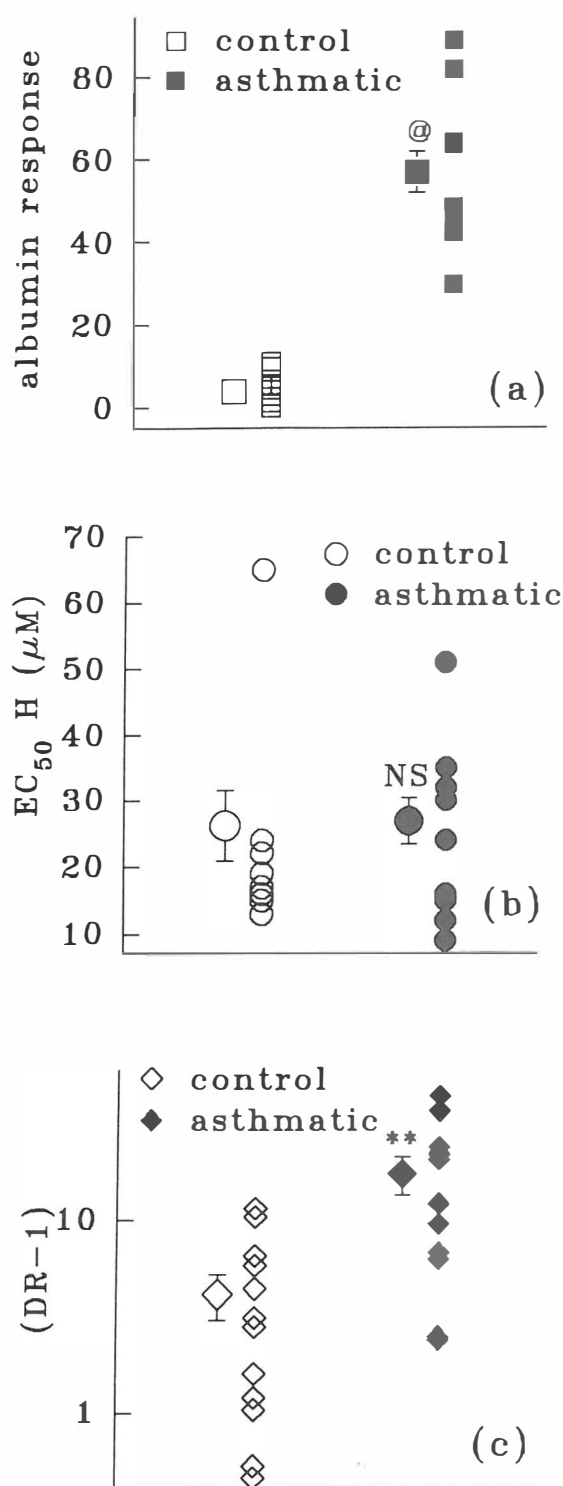 control
asthmatic
albumin response
80
60
40
20
0
@
(a)
control
asthmatic
EC50 H (μM)
70
60
50
40
30
20
10
NS
(b)
control
asthmatic
(DR-1)
10
1
**
(c)